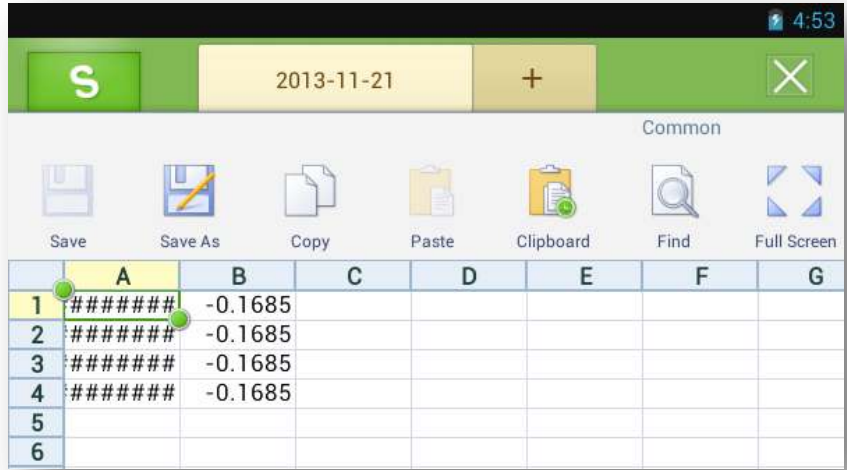 4:53
S 2013-11-21 +
Common
Save Save As Copy Paste Clipboard Find Full Screen
A B C D E F G
1 ####### -0.1685
2 ####### -0.1685
3 ####### -0.1685
4 ####### -0.1685
5
6